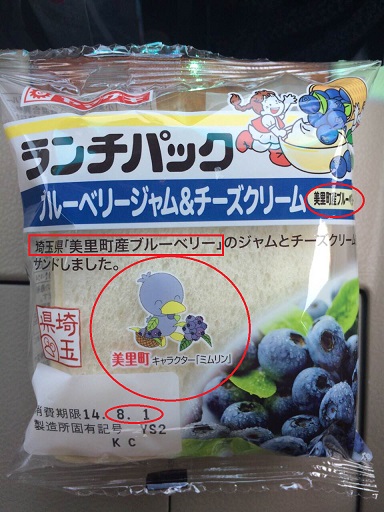 ランチパック
ブルーベリージャム&チーズクリーム
美里町産ブルーベ
埼玉県「美里町産ブルーベリー」のジャムとチーズクリーム
サンドしました。
美里町 キャラクター「ミムリン」
埼玉県
消費期限14. 8. 1
製造所固有記号 YS2
K C